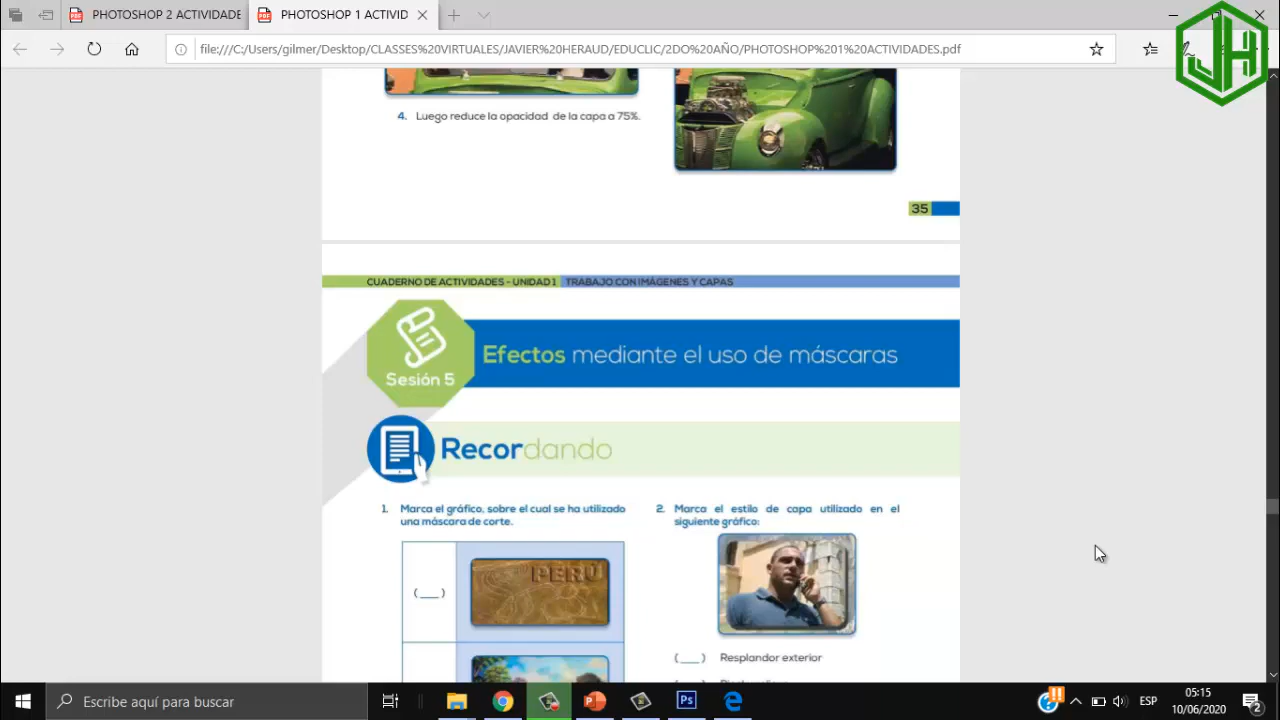 PHOTOSHOP 2 ACTIVIDADE
PHOTOSHOP 1 ACTIVID
file:///C:/Users/gilmer/Desktop/CLASSES%20VIRTUALES/JAVIER%20HERAUD/EDUCLIC/2DO%20AÑO/PHOTOSHOP%201%20ACTIVIDADES.pdf
JH
4. Luego reduce la opacidad de la capa a 75%.
35
CUADERNO DE ACTIVIDADES - UNIDAD 1 TRABAJO CON IMÁGENES Y CAPAS
Sesión 5
Efectos mediante el uso de máscaras
Recordando
1. Marca el gráfico, sobre el cual se ha utilizado
una máscara de corte.
(___)
PERÚ
2. Marca el estilo de capa utilizado en el
siguiente gráfico:
(___) Resplandor exterior
Escribe aquí para buscar
Ps
ESP
05:15
10/06/2020
2